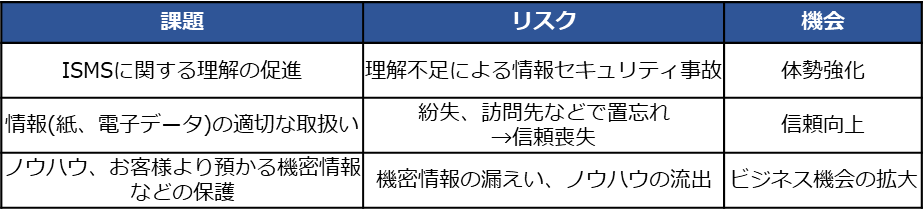 課題 リスク 機会
ISMSに関する理解の促進 理解不足による情報セキュリティ事故 体勢強化
情報(紙、電子データ)の適切な取扱い 紛失、訪問先などで置忘れ
→信頼喪失 信頼向上
ノウハウ、お客様より預かる機密情報
などの保護 機密情報の漏えい、ノウハウの流出 ビジネス機会の拡大